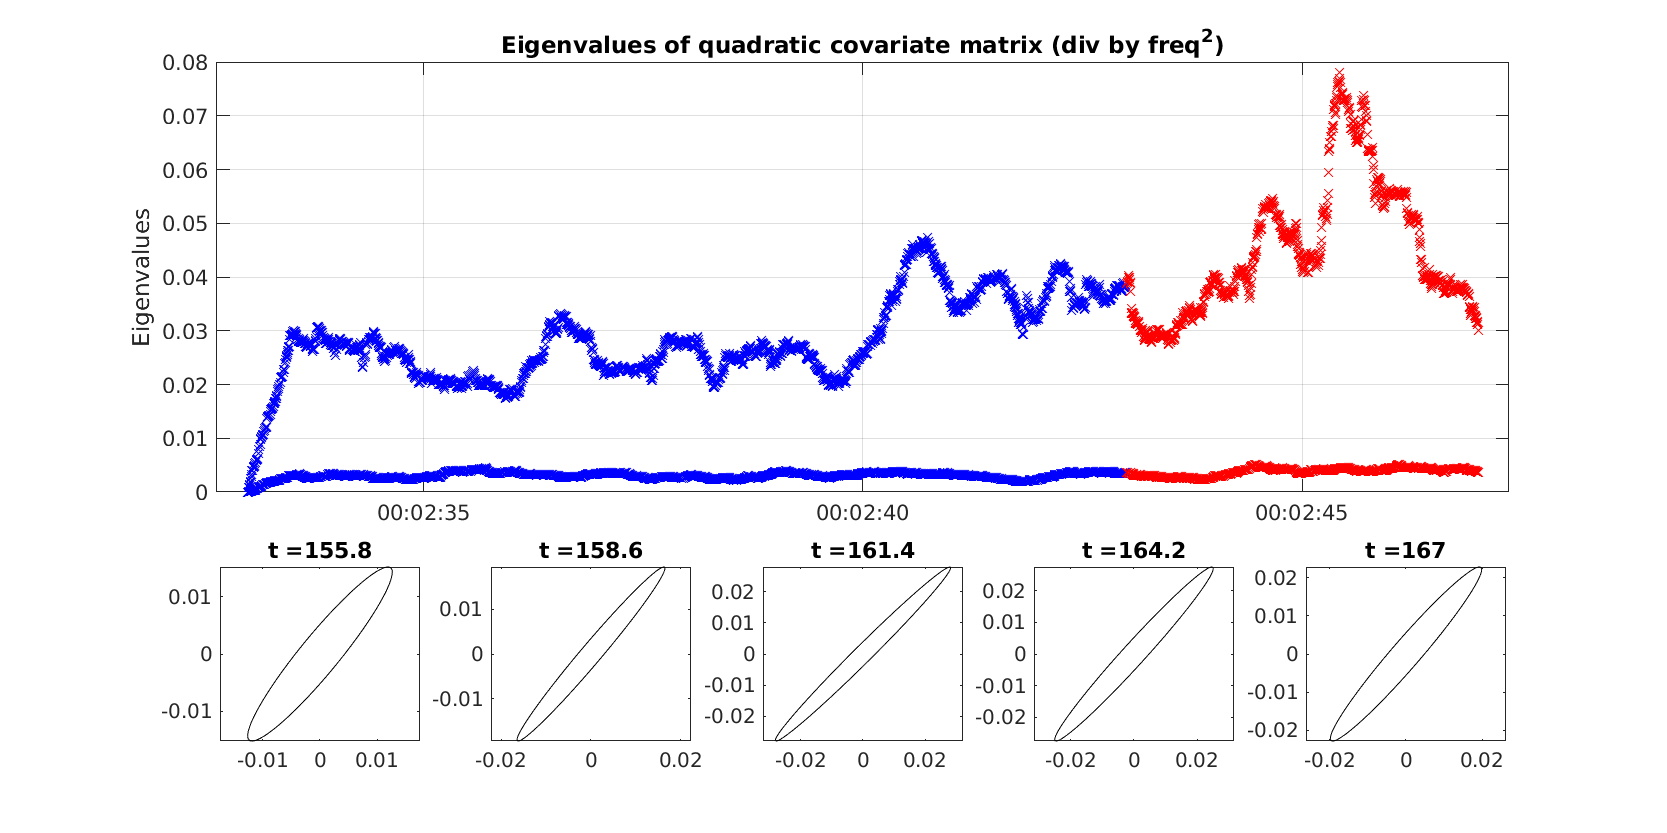 Eigenvalues of quadratic covariate matrix (div by freq²)
Eigenvalues
0.08
0.07
0.06
0.05
0.04
0.03
0.02
0.01
0
00:02:35 00:02:40 00:02:45
t =155.8
0.01
0
-0.01
-0.01 0 0.01
t =158.6
0.01
0
-0.01
-0.02 0 0.02
t =161.4
0.02
0.01
0
-0.01
-0.02
-0.02 0 0.02
t =164.2
0.02
0.01
0
-0.01
-0.02
-0.02 0 0.02
t =167
0.02
0.01
0
-0.01
-0.02
-0.02 0 0.02